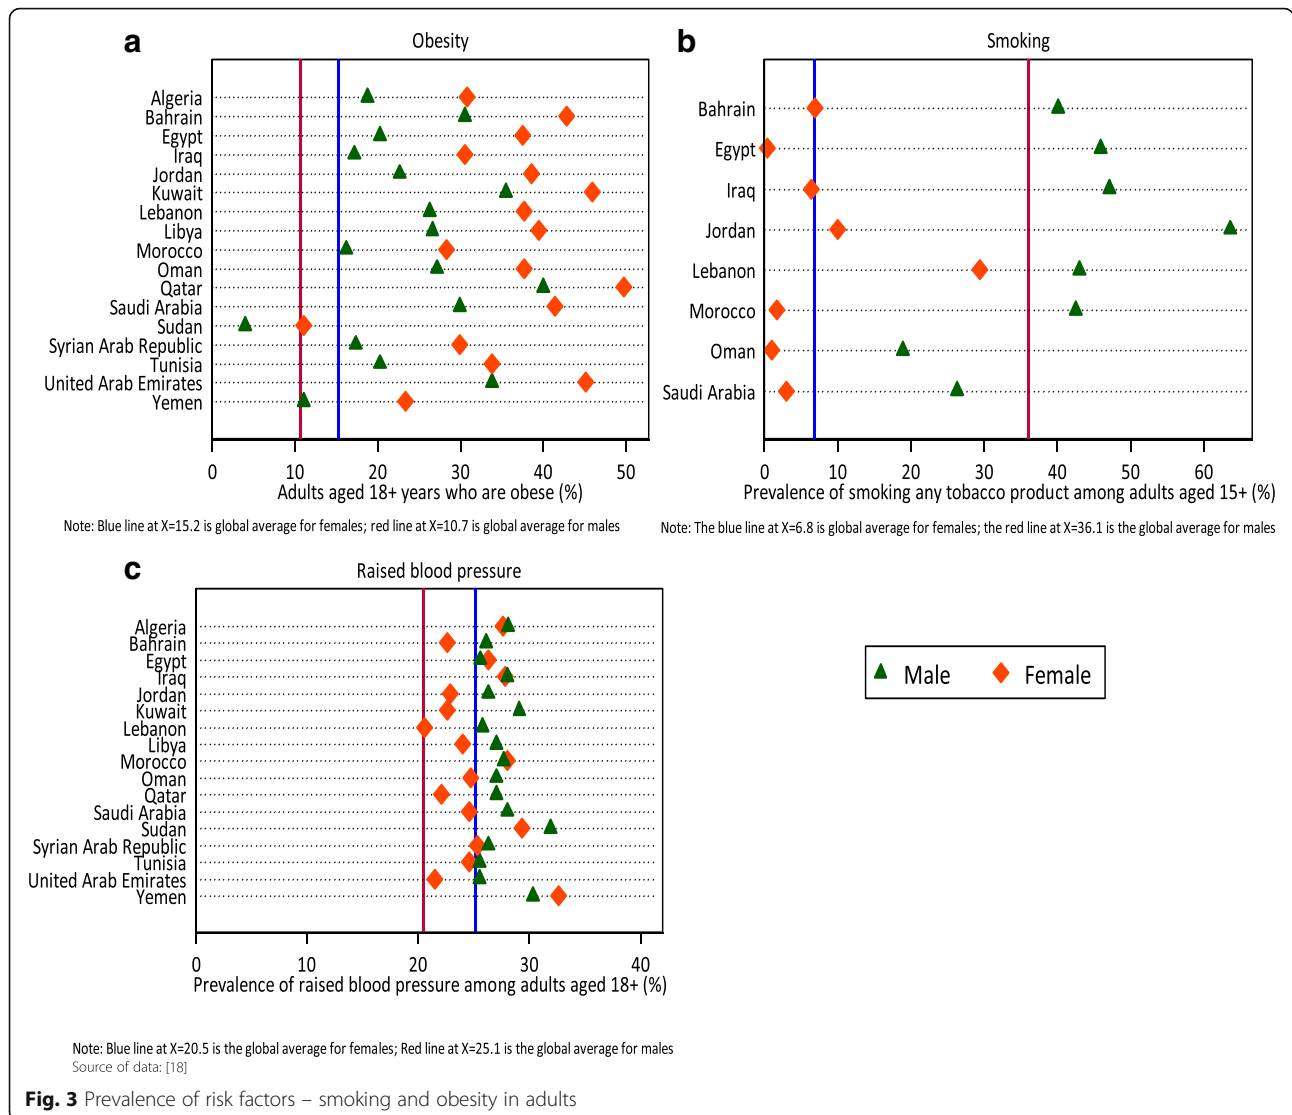 a
Obesity
Algeria
Bahrain
Egypt
Iraq
Jordan
Kuwait
Lebanon
Libya
Morocco
Oman
Qatar
Saudi Arabia
Sudan
Syrian Arab Republic
Tunisia
United Arab Emirates
Yemen
0 10 20 30 40 50
Adults aged 18+ years who are obese (%)
Note: Blue line at X=15.2 is global average for females; red line at X=10.7 is global average for males
b
Smoking
Bahrain
Egypt
Iraq
Jordan
Lebanon
Morocco
Oman
Saudi Arabia
0 10 20 30 40 50 60
Prevalence of smoking any tobacco product among adults aged 15+ (%)
Note: The blue line at X=6.8 is global average for females; the red line at X=36.1 is the global average for males
c
Raised blood pressure
Algeria
Bahrain
Egypt
Iraq
Jordan
Kuwait
Lebanon
Libya
Morocco
Oman
Qatar
Saudi Arabia
Sudan
Syrian Arab Republic
Tunisia
United Arab Emirates
Yemen
0 10 20 30 40
Prevalence of raised blood pressure among adults aged 18+ (%)
Male Female
Note: Blue line at X=20.5 is the global average for females; Red line at X=25.1 is the global average for males
Source of data: [18]
Fig. 3 Prevalence of risk factors – smoking and obesity in adults